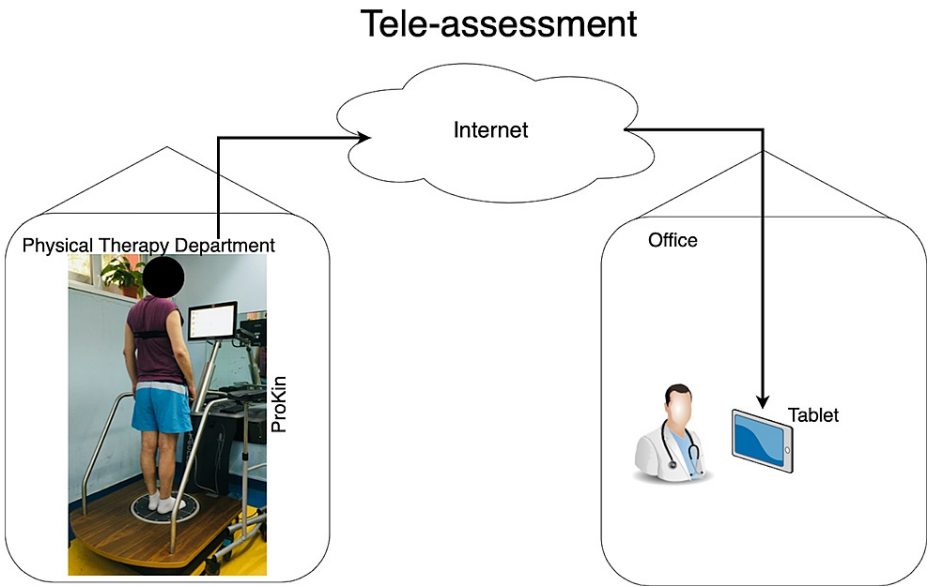 Tele-assessment
Internet
Physical Therapy Department
ProKin
Office
Tablet